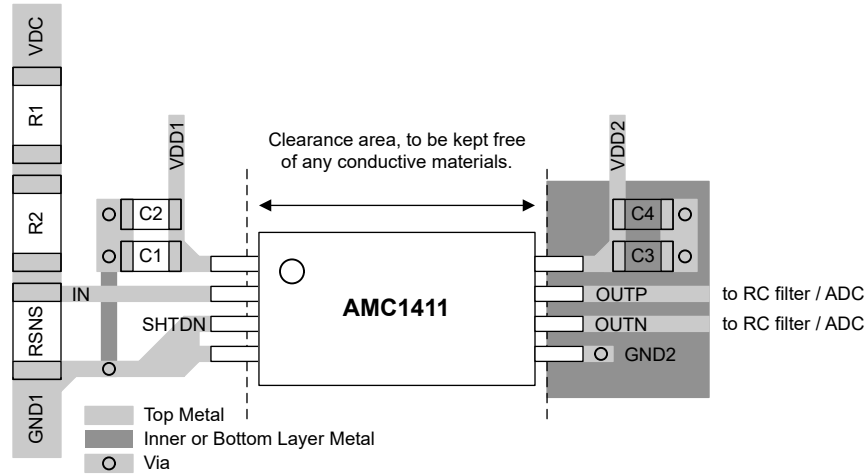 VDC
R1
R2
RSNS
GND1
VDD1
C2
C1
IN
SHTDN
Clearance area, to be kept free
of any conductive materials.
AMC1411
VDD2
C4
C3
OUTP
to RC filter / ADC
OUTN
to RC filter / ADC
GND2
Top Metal
Inner or Bottom Layer Metal
Via